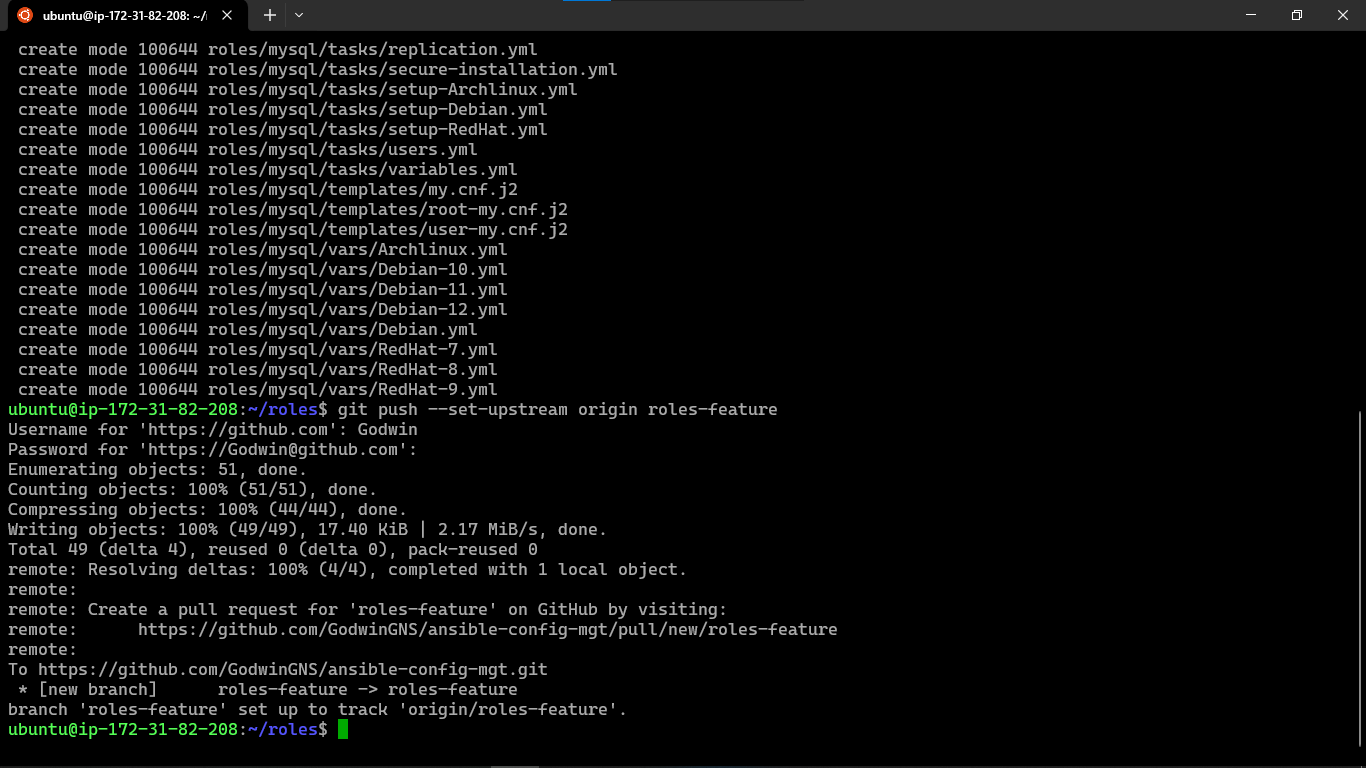 ubuntu@ip-172-31-82-208: ~/
create mode 100644 roles/mysql/tasks/replication.yml
create mode 100644 roles/mysql/tasks/secure-installation.yml
create mode 100644 roles/mysql/tasks/setup-Archlinux.yml
create mode 100644 roles/mysql/tasks/setup-Debian.yml
create mode 100644 roles/mysql/tasks/setup-RedHat.yml
create mode 100644 roles/mysql/tasks/users.yml
create mode 100644 roles/mysql/tasks/variables.yml
create mode 100644 roles/mysql/templates/my.cnf.j2
create mode 100644 roles/mysql/templates/root-my.cnf.j2
create mode 100644 roles/mysql/templates/user-my.cnf.j2
create mode 100644 roles/mysql/vars/Archlinux.yml
create mode 100644 roles/mysql/vars/Debian-10.yml
create mode 100644 roles/mysql/vars/Debian-11.yml
create mode 100644 roles/mysql/vars/Debian-12.yml
create mode 100644 roles/mysql/vars/Debian.yml
create mode 100644 roles/mysql/vars/RedHat-7.yml
create mode 100644 roles/mysql/vars/RedHat-8.yml
create mode 100644 roles/mysql/vars/RedHat-9.yml
ubuntu@ip-172-31-82-208:~/roles$ git push --set-upstream origin roles-feature
Username for 'https://github.com': Godwin
Password for 'https://Godwin@github.com':
Enumerating objects: 51, done.
Counting objects: 100% (51/51), done.
Compressing objects: 100% (44/44), done.
Writing objects: 100% (49/49), 17.40 KiB | 2.17 MiB/s, done.
Total 49 (delta 4), reused 0 (delta 0), pack-reused 0
remote: Resolving deltas: 100% (4/4), completed with 1 local object.
remote:
remote: Create a pull request for 'roles-feature' on GitHub by visiting:
remote:      https://github.com/GodwinGNS/ansible-config-mgt/pull/new/roles-feature
remote:
To https://github.com/GodwinGNS/ansible-config-mgt.git
 * [new branch]      roles-feature -> roles-feature
branch 'roles-feature' set up to track 'origin/roles-feature'.
ubuntu@ip-172-31-82-208:~/roles$